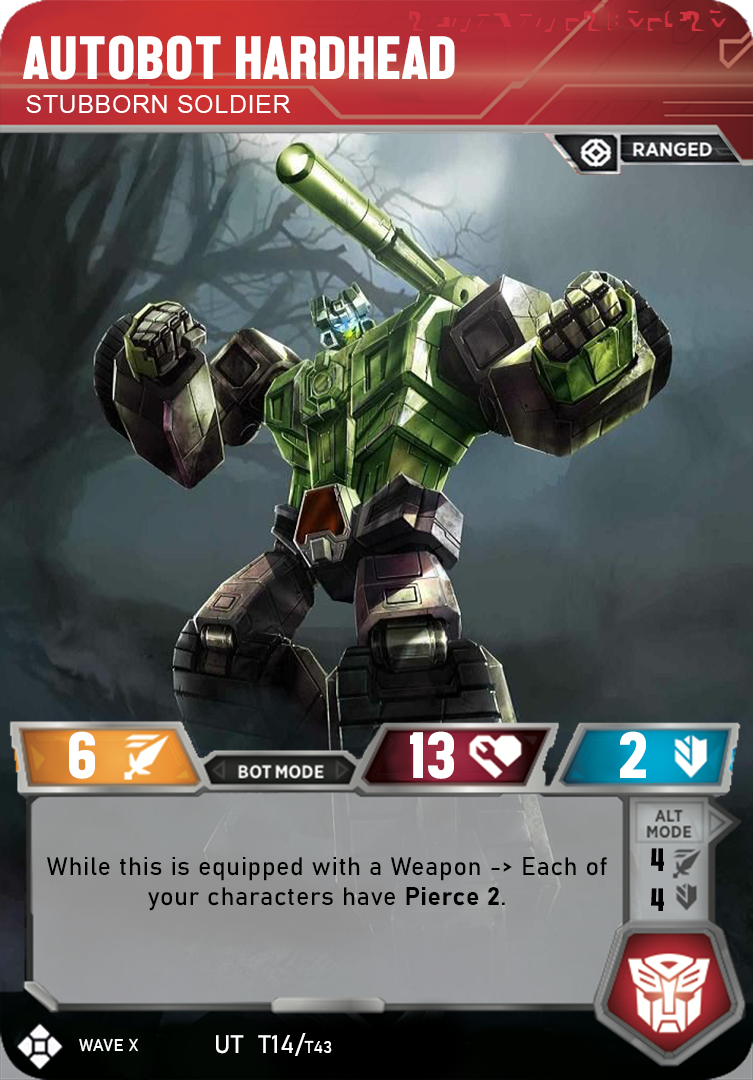 AUTOBOT HARDHEAD
STUBBORN SOLDIER
RANGED
6
BOT MODE
13
2
While this is equipped with a Weapon -> Each of
your characters have Pierce 2.
ALT
MODE
4
4
WAVE X
UT T14/T43